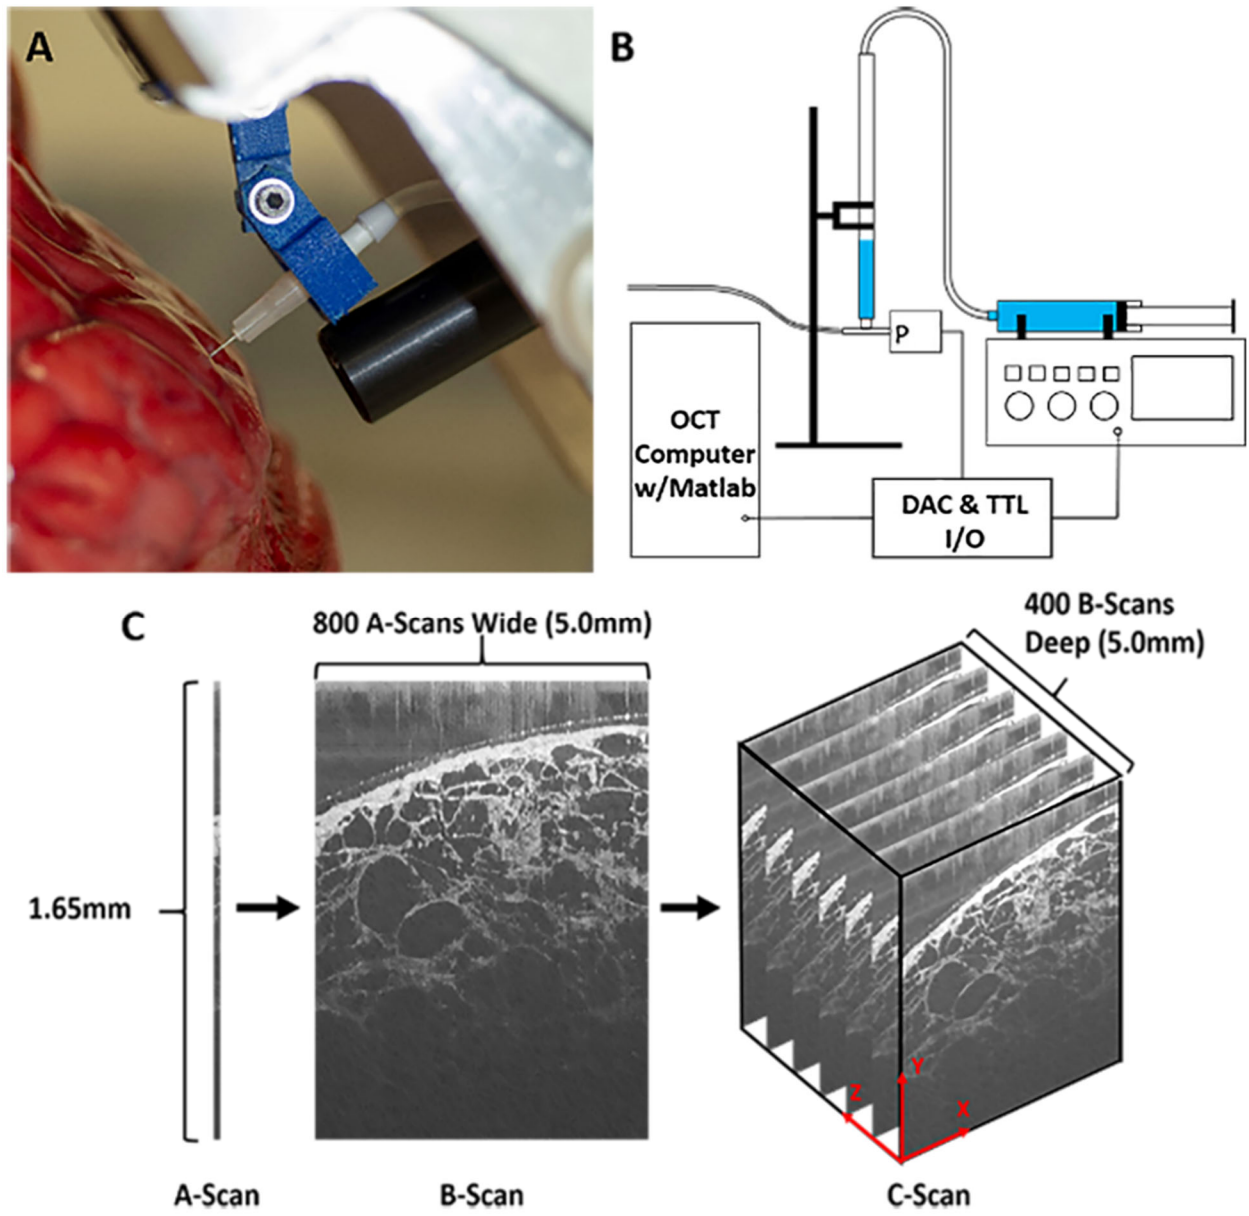 A
B
P
OCT
Computer
w/Matlab
DAC & TTL
I/O
C
800 A-Scans Wide (5.0mm)
400 B-Scans
Deep (5.0mm)
1.65mm
Y
Z
X
A-Scan
B-Scan
C-Scan